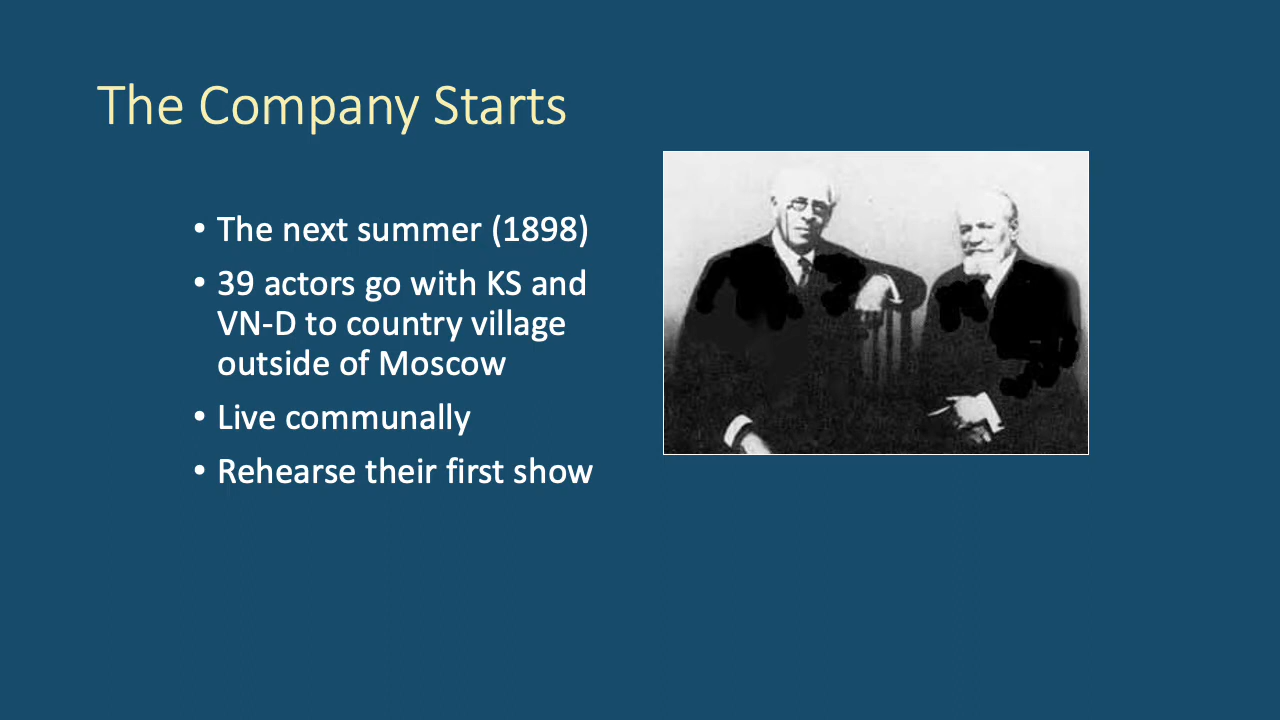 The Company Starts
• The next summer (1898)
• 39 actors go with KS and
VN-D to country village
outside of Moscow
• Live communally
• Rehearse their first show